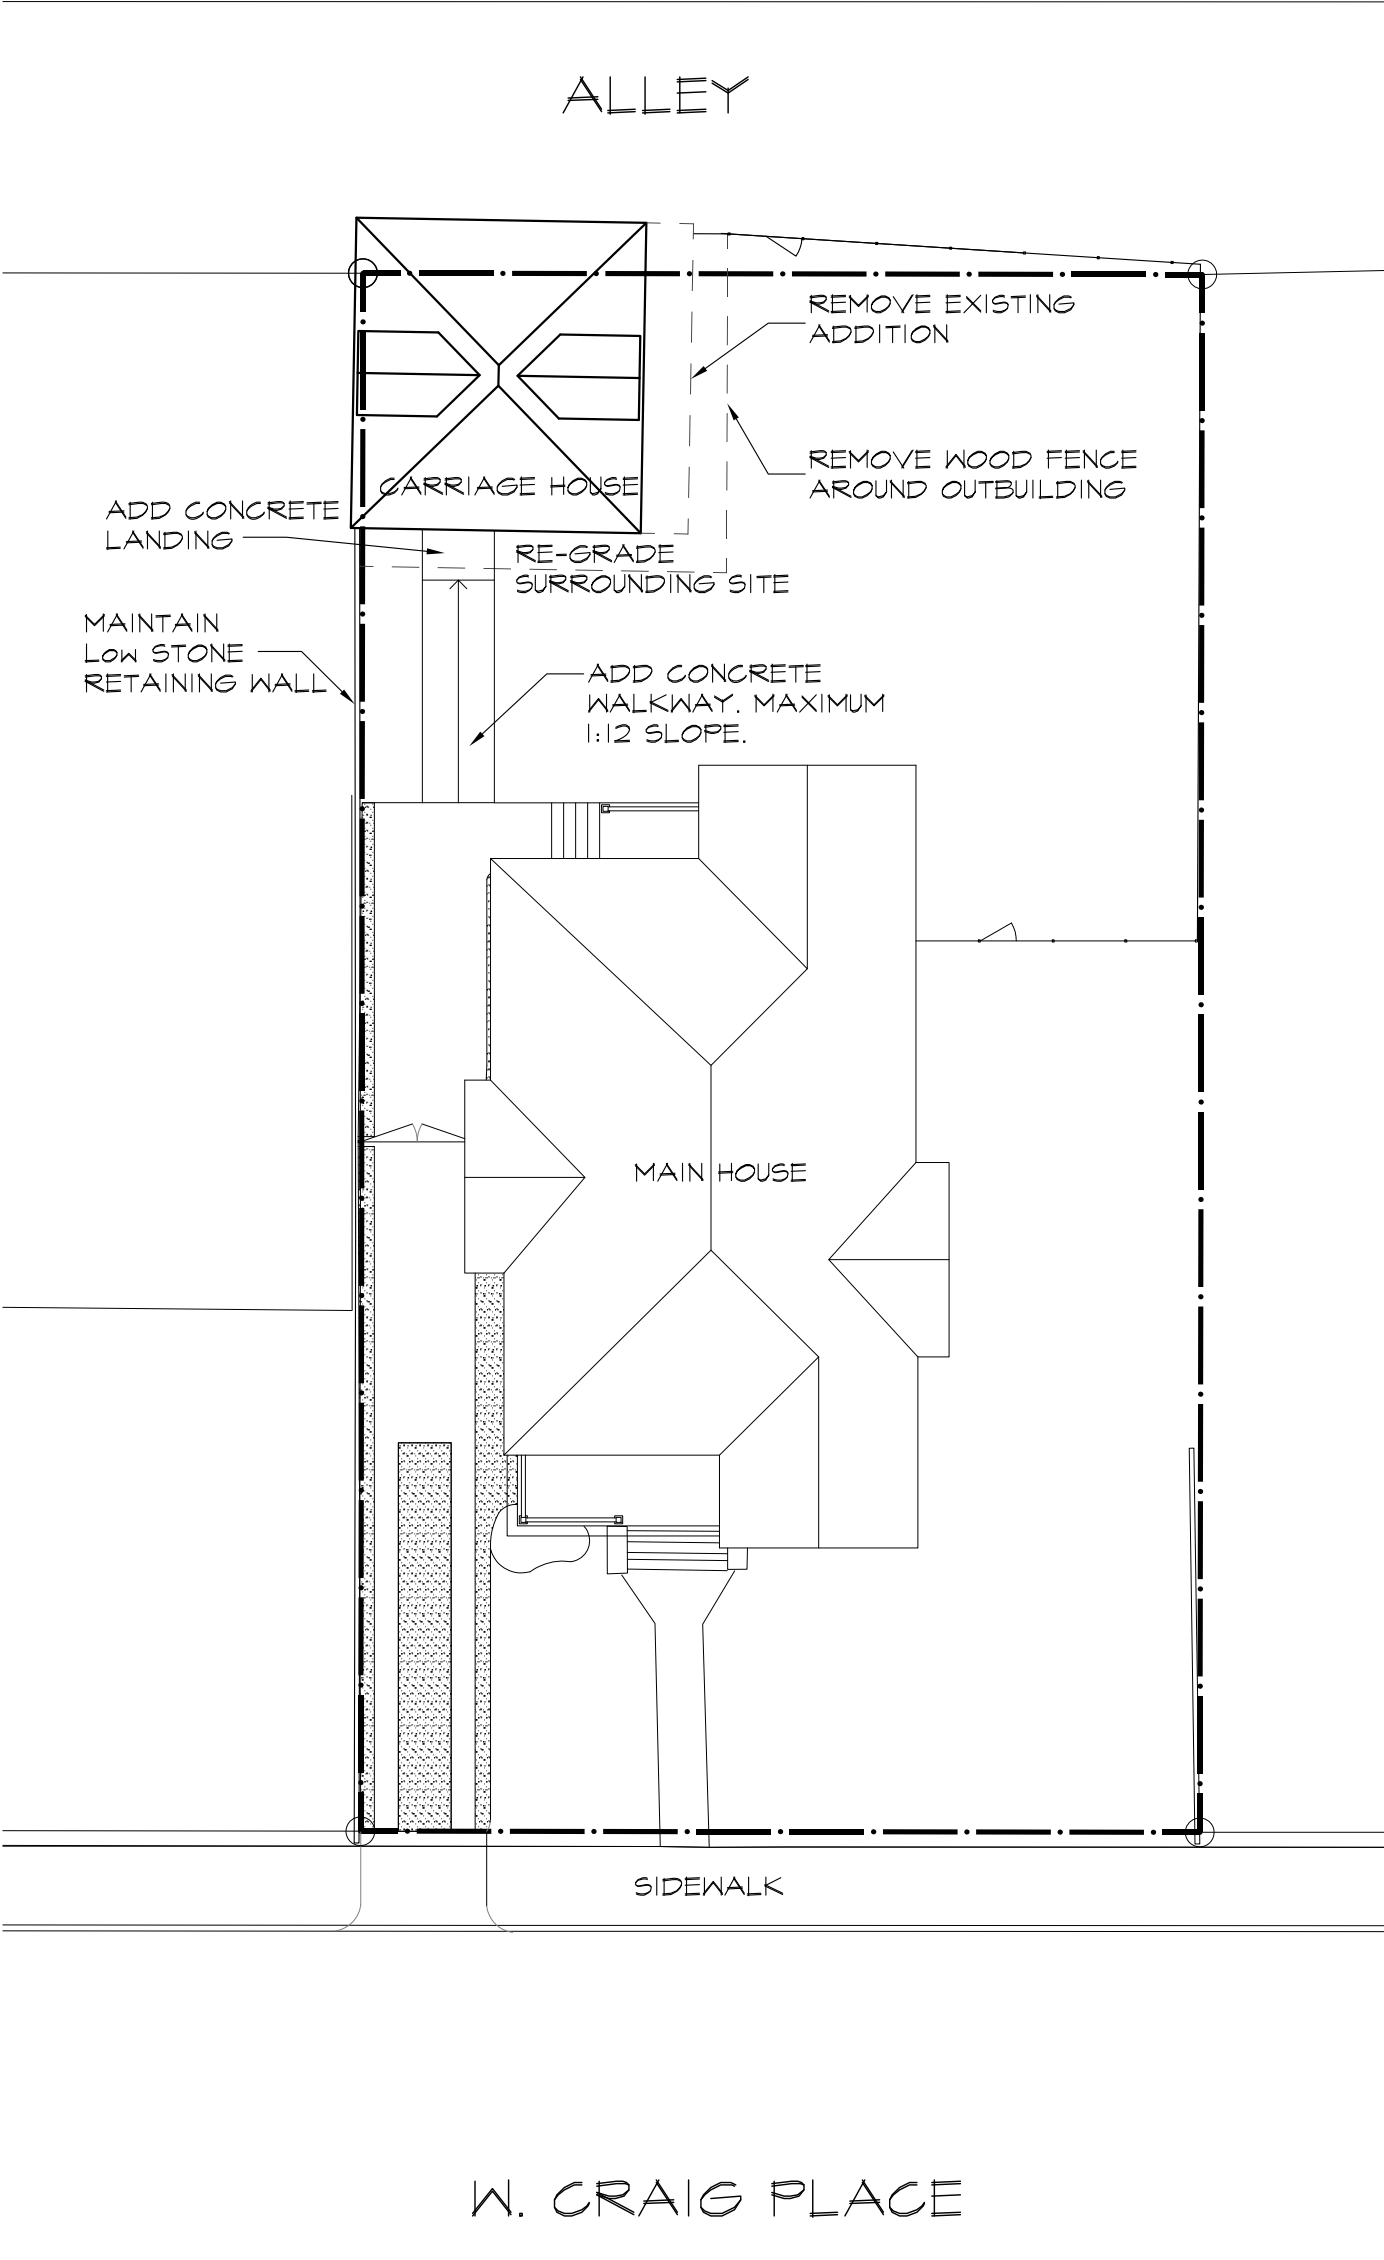 ALLEY
REMOVE EXISTING
ADDITION
REMOVE WOOD FENCE
AROUND OUTBUILDING
CARRIAGE HOUSE
ADD CONCRETE
LANDING
RE-GRADE
SURROUNDING SITE
MAINTAIN
Low STONE
RETAINING WALL
ADD CONCRETE
WALKWAY. MAXIMUM
1:12 SLOPE.
MAIN HOUSE
SIDEWALK
W. CRAIG PLACE